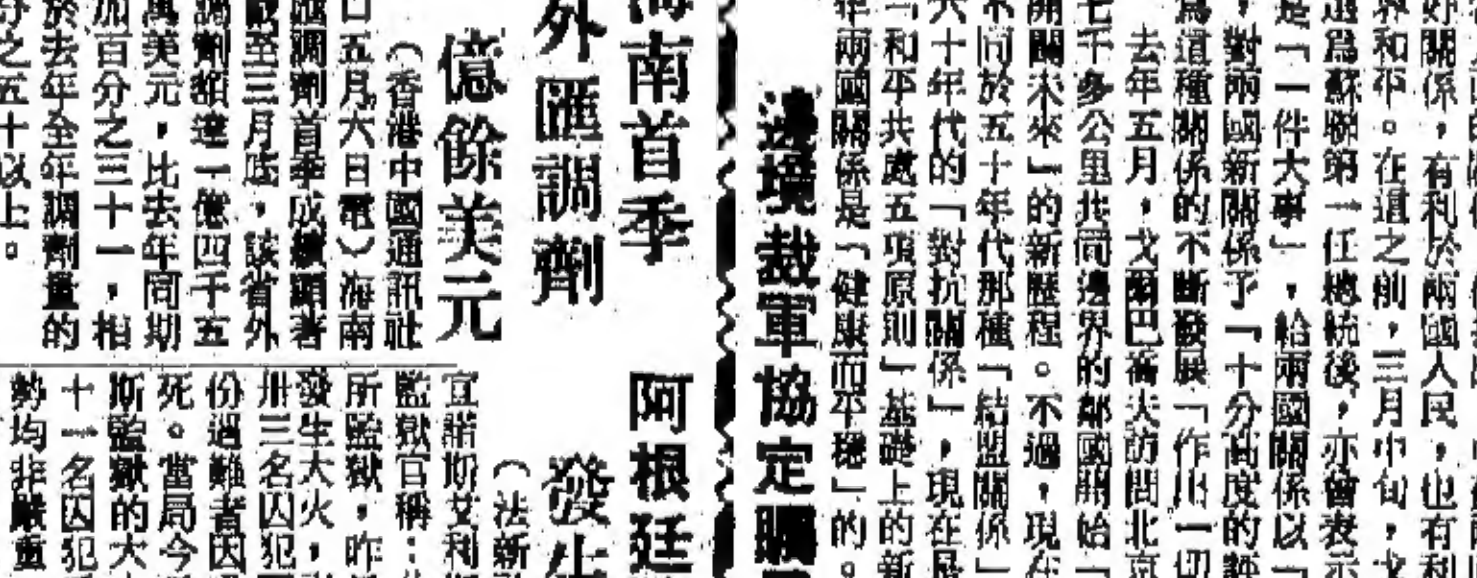 好關係,有利於兩國人民,也有利
界和平。在這之前,三月中旬,戈
選爲蘇聯第一任總統後,亦曾表示
是「一件大事」,給兩國關係以「
,對兩國新關係予「十分高度的評
爲這種關係的不斷發展「作出一切
去年五月,戈爾巴喬夫訪問北京
七千多公里共同邊界的鄰國開始「
開闢未來」的新歷程。不過,現在
不同於五十年代那種「結盟關係」
六十年代的「對抗關係」,現在是
「和平共處五項原則」基礎上的新
年兩國關係是「健康而平穩」的。
邊境裁軍協定矚
海南首季
外匯調劑
億餘美元
(香港中國通訊社
口五月六日電)海南
匯調劑首季成績顯著
截至三月底,該省外
調劑額達一億四千五
萬美元,比去年同期
加百分之三十一,相
於去年全年調劑量的
分之五十以上。
阿根廷
發生
(法新
宜諾斯艾利斯
監獄官稱:
所監獄,昨
發生大火,
卅三名囚犯
份遇難者因
死。當局今
斯監獄的大
十一名囚犯
勢均非嚴重